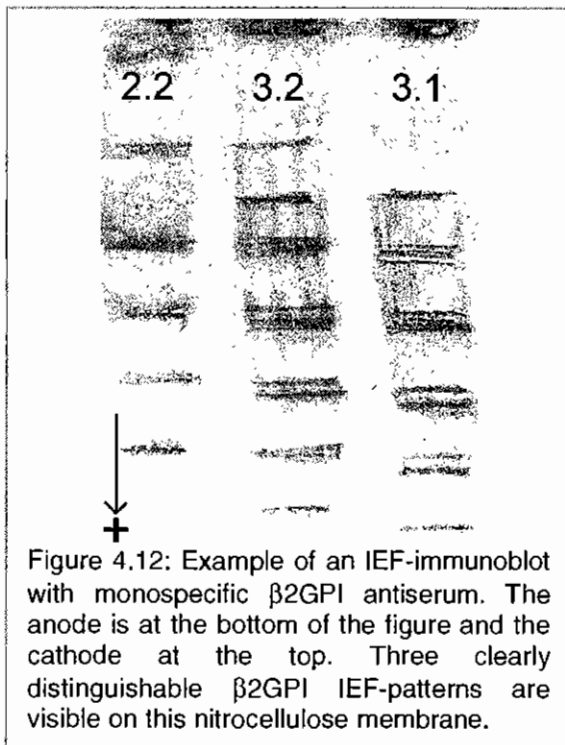 2.2 3.2 3.1
+
Figure 4.12: Example of an IEF-immunoblot
with monospecific β2GPI antiserum. The
anode is at the bottom of the figure and the
cathode at the top. Three clearly
distinguishable β2GPI IEF-patterns are
visible on this nitrocellulose membrane.